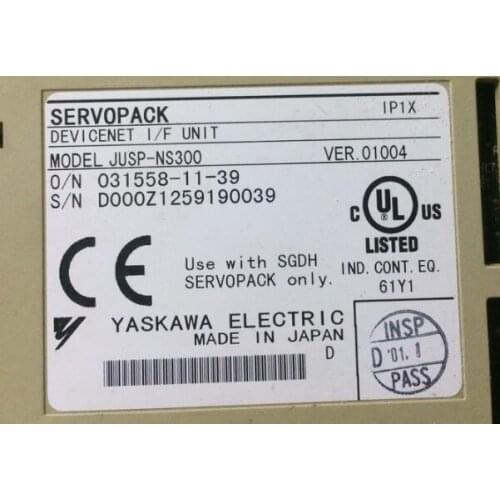 SERVOPACK IP1X
DEVICENET I/F UNIT
MODEL JUSP-NS300 VER.01004
O/N 031558-11-39
S/N D000Z1259190039
C UL US
LISTED
IND. CONT. EQ.
61Y1
CE
Use with SGDH
SERVOPACK only.
YASKAWA ELECTRIC
MADE IN JAPAN
D
INSP
D '01. 1
PASS